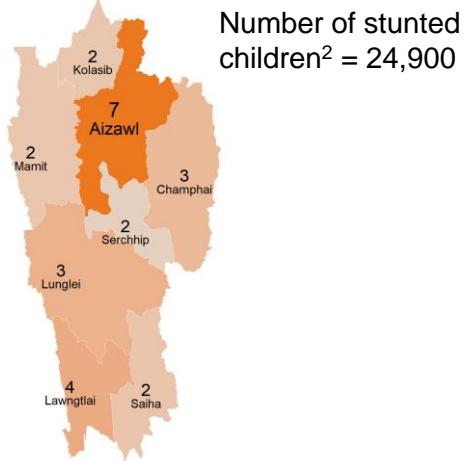 Number of stunted
children² = 24,900
2
Kolasib
7
Aizawl
2
Mamit
3
Champhai
2
Serchhip
3
Lunglei
4
Lawngtlai
2
Saiha